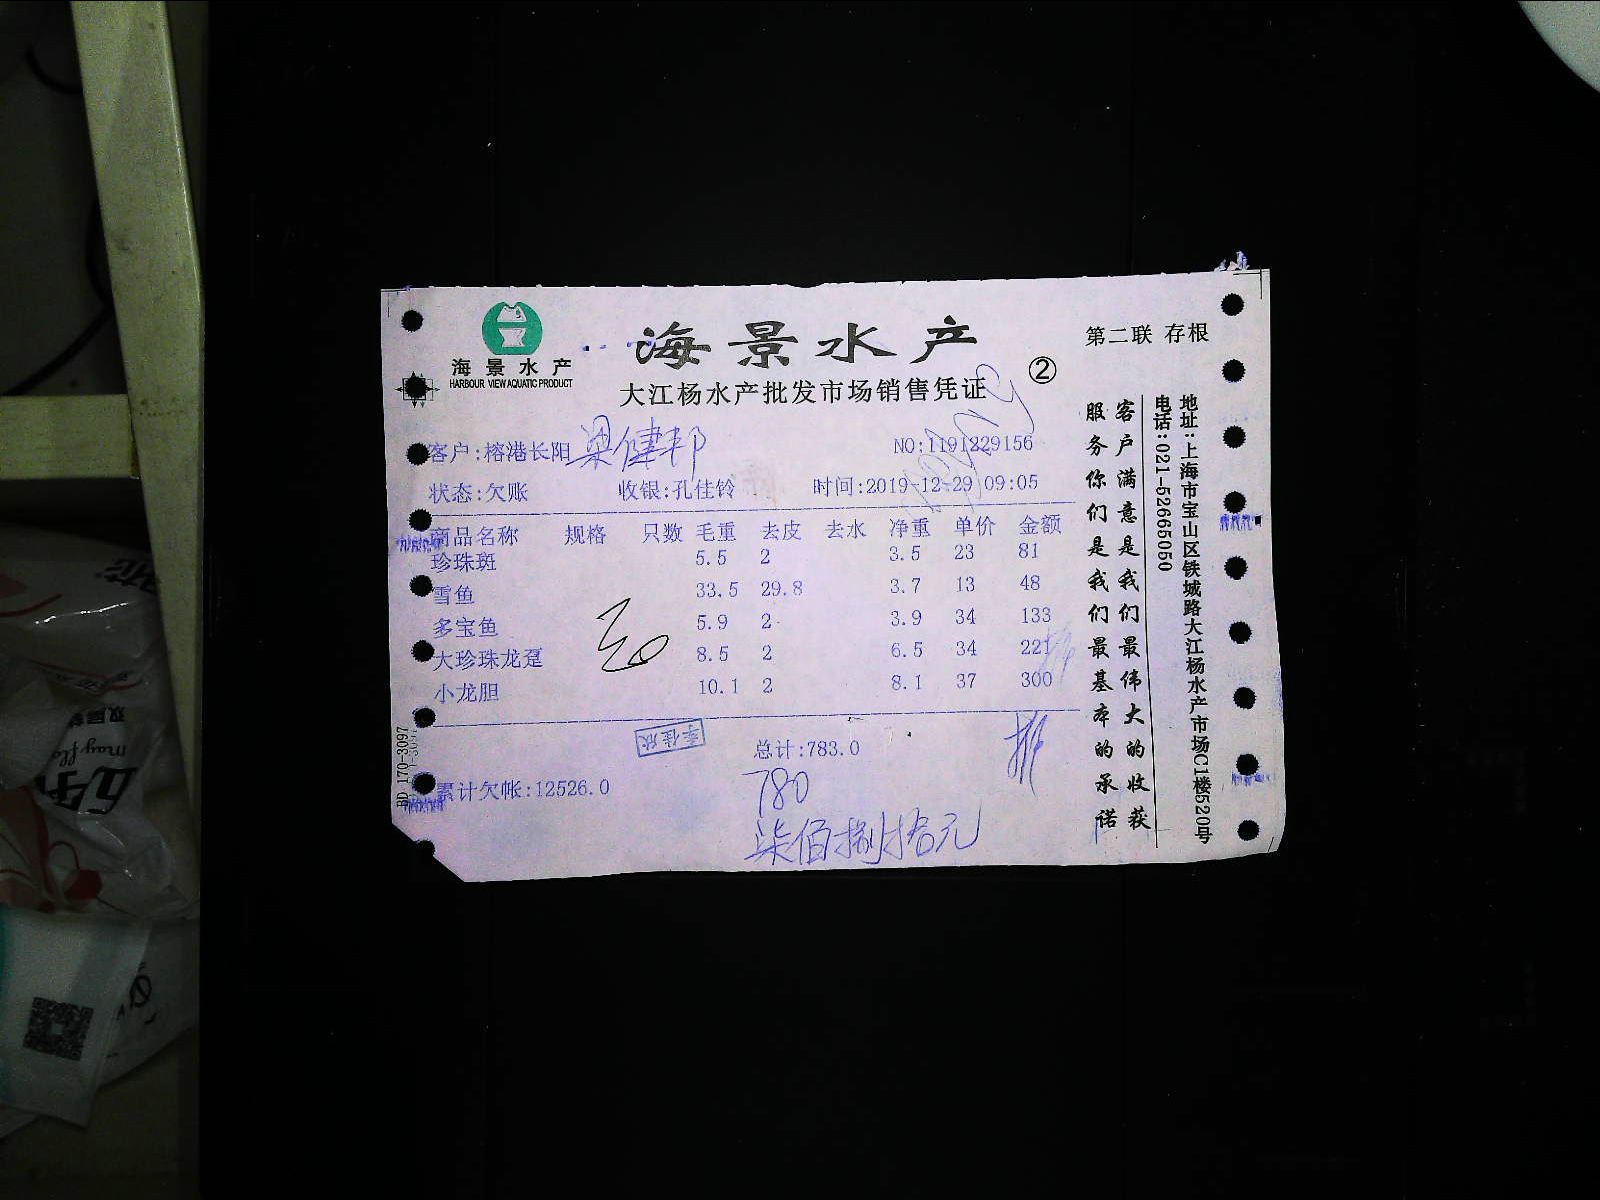 海景水产
HARBOUR VIEW AQUATIC PRODUCT
海景水产
大江杨水产批发市场销售凭证
②
第二联 存根
客户:榕港长阳 梁健邦
NO:1191229156
状态:欠账 收银:孔佳铃 时间:2019-12-29 09:05
商品名称 规格 只数 毛重 去皮 去水 净重 单价 金额
珍珠斑 5.5 2 3.5 23 81
雪鱼 33.5 29.8 3.7 13 48
多宝鱼 5.9 2 3.9 34 133
大珍珠龙趸 8.5 2 6.5 34 221
小龙胆 10.1 2 8.1 37 300
李佳欣
总计:783.0
累计欠帐:12526.0
780
柒佰捌拾元
客户满意是我们最伟大的收获
服务你们是我们最基本的承诺
地址:上海市宝山区铁城路大江杨水产市场C1楼520号
电话:021-52665050
BD 170-3097